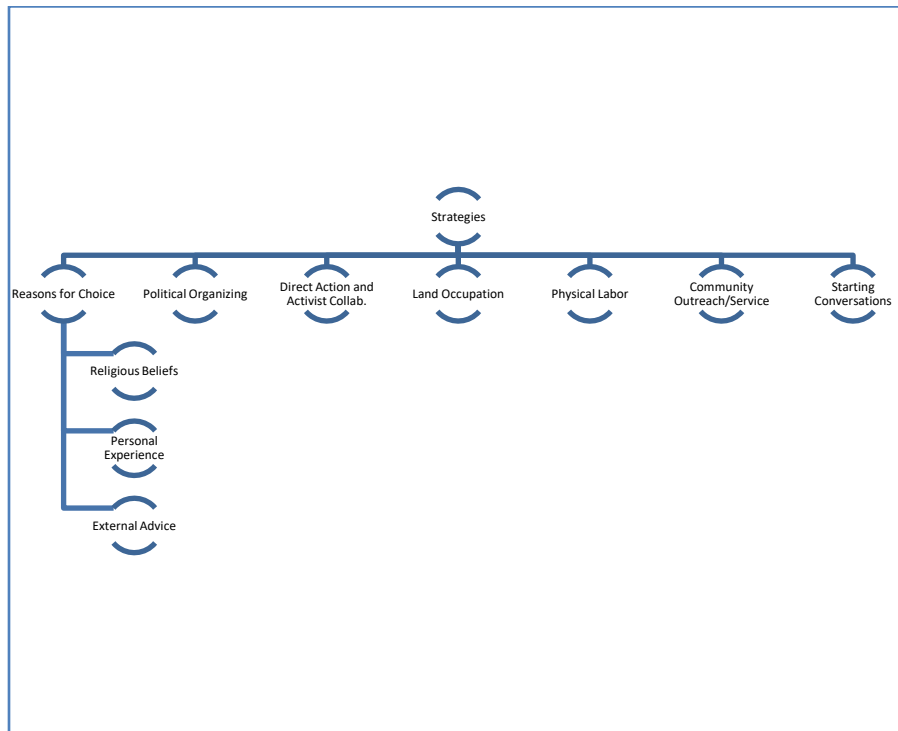 Strategies
Reasons for Choice
Political Organizing
Direct Action and
Activist Collab.
Land Occupation
Physical Labor
Community
Outreach/Service
Starting
Conversations
Religious Beliefs
Personal
Experience
External Advice